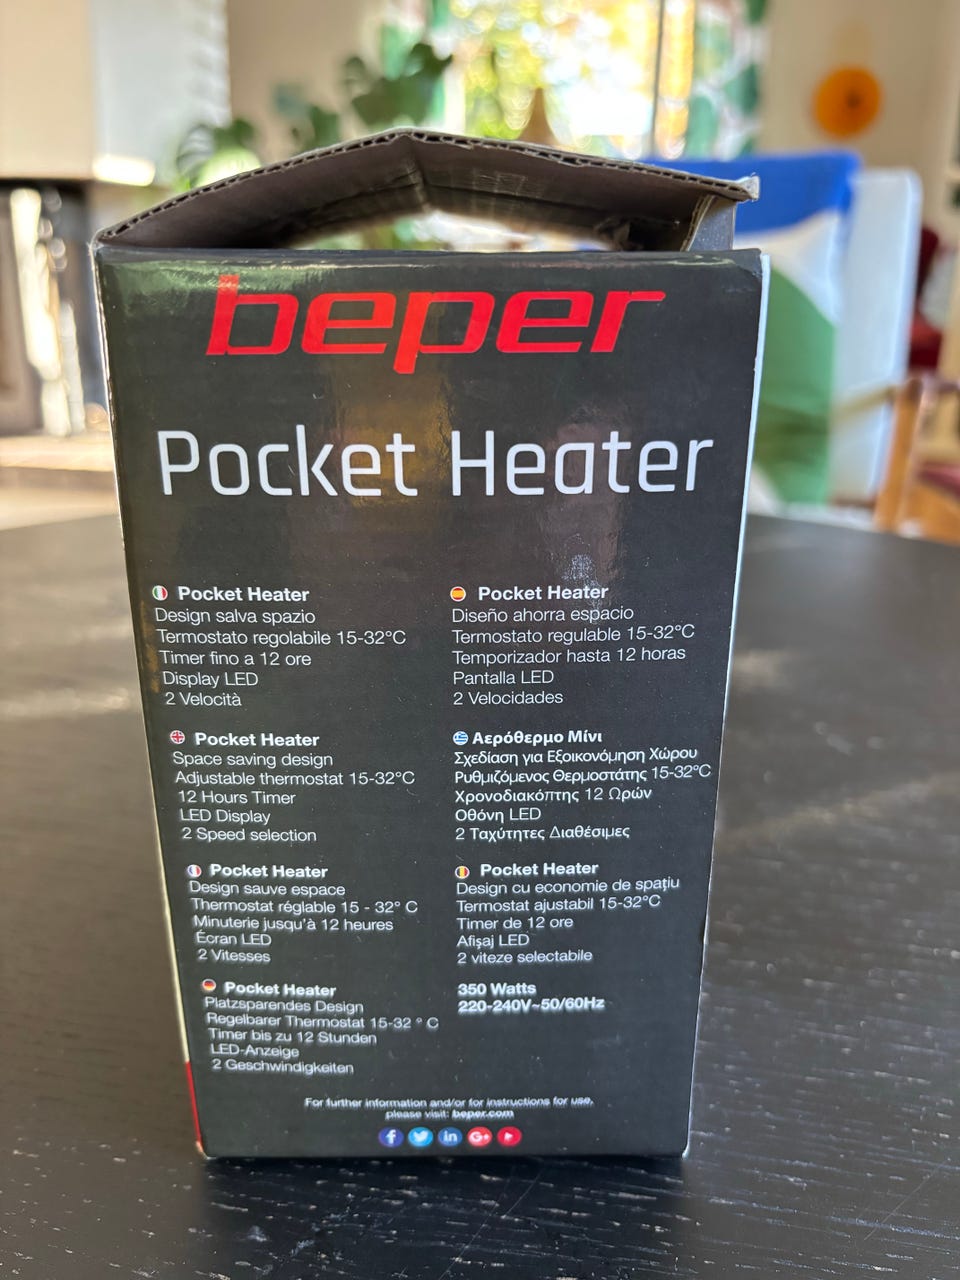 beper
Pocket Heater
Pocket Heater
Design salva spazio
Termostato regolabile 15-32°C
Timer fino a 12 ore
Display LED
2 Velocità
Pocket Heater
Space saving design
Adjustable thermostat 15-32°C
12 Hours Timer
LED Display
2 Speed selection
Pocket Heater
Design sauve espace
Thermostat réglable 15 - 32° C
Minuterie jusqu'à 12 heures
Écran LED
2 Vitesses
Pocket Heater
Platzsparendes Design
Regelbarer Thermostat 15-32 ° C
Timer bis zu 12 Stunden
LED-Anzeige
2 Geschwindigkeiten
Pocket Heater
Diseño ahorra espacio
Termostato regulable 15-32°C
Temporizador hasta 12 horas
Pantalla LED
2 Velocidades
Αερόθερμο Μίνι
Σχεδίαση για Εξοικονόμηση Χώρου
Ρυθμιζόμενος Θερμοστάτης 15-32°C
Χρονοδιακόπτης 12 Ωρών
Οθόνη LED
2 Ταχύτητες Διαθέσιμες
Pocket Heater
Design cu economie de spațiu
Termostat ajustabil 15-32°C
Timer de 12 ore
Afișaj LED
2 viteze selectabile
350 Watts
220-240V~50/60Hz
For further information and/or for instructions for use,
please visit: beper.com
f in G+